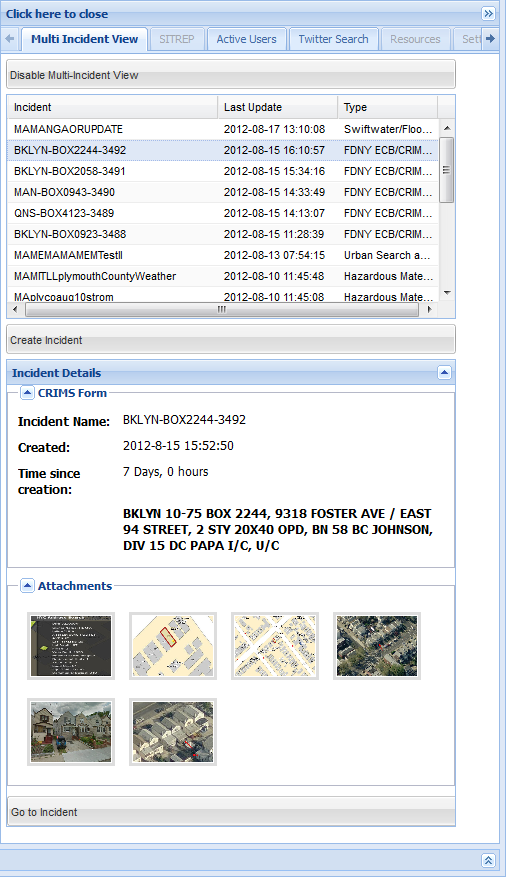 Click here to close
Multi Incident View SITREP Active Users Twitter Search Resources
Disable Multi-Incident View
Incident Last Update Type
MAMANGAORUPDATE 2012-08-17 13:10:08 Swiftwater/Floo...
BKLYN-BOX2244-3492 2012-08-15 16:10:57 FDNY ECB/CRIM...
BKLYN-BOX2058-3491 2012-08-15 15:34:16 FDNY ECB/CRIM...
MAN-BOX0943-3490 2012-08-15 14:33:49 FDNY ECB/CRIM...
QNS-BOX4123-3489 2012-08-15 14:13:07 FDNY ECB/CRIM...
BKLYN-BOX0923-3488 2012-08-15 11:28:39 FDNY ECB/CRIM...
MAMEMAMAMEMTestII 2012-08-13 07:54:15 Urban Search a...
MAMITLLplymouthCountyWeather 2012-08-10 11:45:48 Hazardous Mate...
MAplycoaug10strom 2012-08-10 11:45:08 Hazardous Mate...
Create Incident
Incident Details
CRIMS Form
Incident Name: BKLYN-BOX2244-3492
Created: 2012-8-15 15:52:50
Time since 7 Days, 0 hours
creation:
BKLYN 10-75 BOX 2244, 9318 FOSTER AVE / EAST
94 STREET, 2 STY 20X40 OPD, BN 58 BC JOHNSON,
DIV 15 DC PAPA I/C, U/C
Attachments
Go to Incident